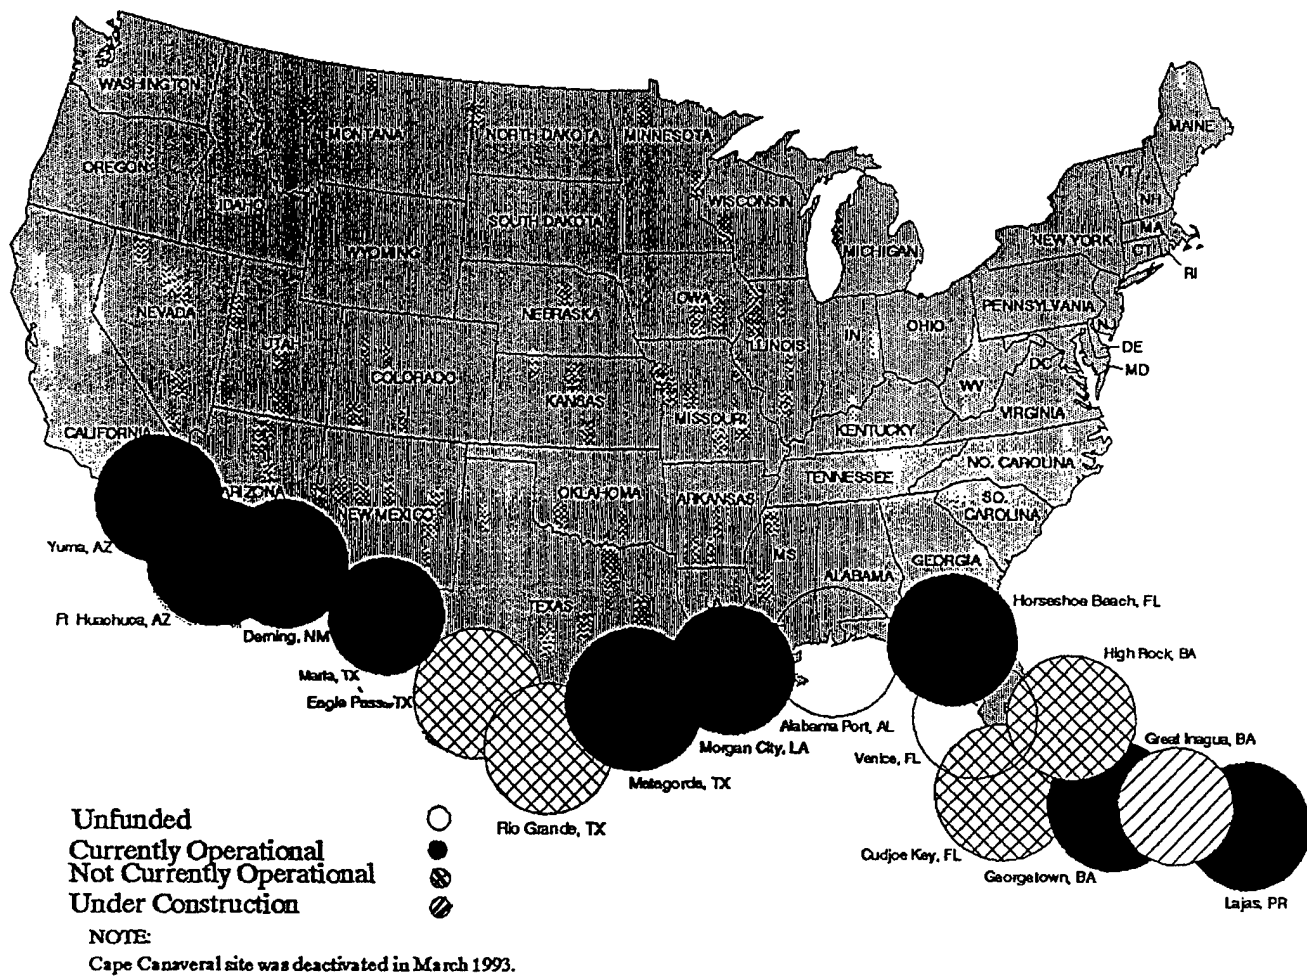 WASHINGTON
MAINE
MONTANA
NORTH DAKOTA
MINNESOTA
OREGON
VT
IDAHO
NH
WISCONSIN
SOUTH DAKOTA
MA
NEW YORK
WYOMING
MICHIGAN
CT
RI
IOWA
PENNSYLVANIA
NEVADA
NEBRASKA
OHIO
NJ
IN
UTAH
ILLINOIS
DE
DC
MD
COLORADO
WV
KANSAS
VIRGINIA
MISSOURI
CALIFORNIA
KENTUCKY
NO. CAROLINA
TENNESSEE
ARIZONA
OKLAHOMA
ARKANSAS
SO.
CAROLINA
NEW MEXICO
Yuma, AZ
MS
GEORGIA
ALABAMA
TEXAS
LA
Horseshoe Beach, FL
Ft Huachuca, AZ
Deming, NM
High Rock, BA
Marfa, TX
Eagle Pass, TX
Alabama Port, AL
Great Inagua, BA
Morgan City, LA
Venice, FL
Matagorda, TX
Rio Grande, TX
Cudjoe Key, FL
Georgetown, BA
Lajas, PR
Unfunded
Currently Operational
Not Currently Operational
Under Construction
NOTE:
Cape Canaveral site was deactivated in March 1993.